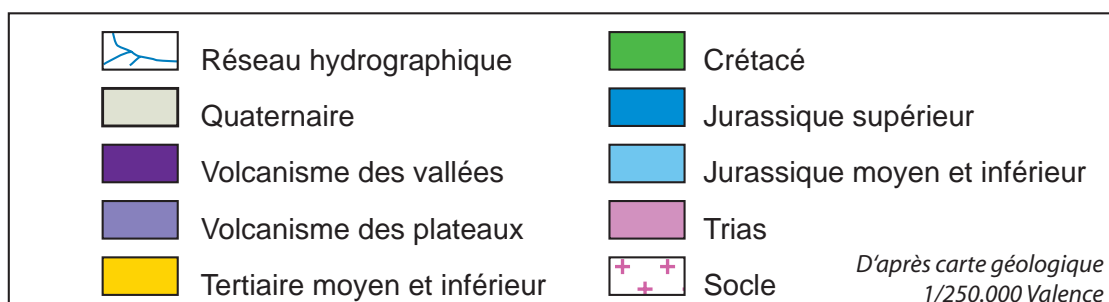 Réseau hydrographique
Quaternaire
Volcanisme des vallées
Volcanisme des plateaux
Tertiaire moyen et inférieur
Crétacé
Jurassique supérieur
Jurassique moyen et inférieur
Trias
Socle
D'après carte géologique
1/250.000 Valence